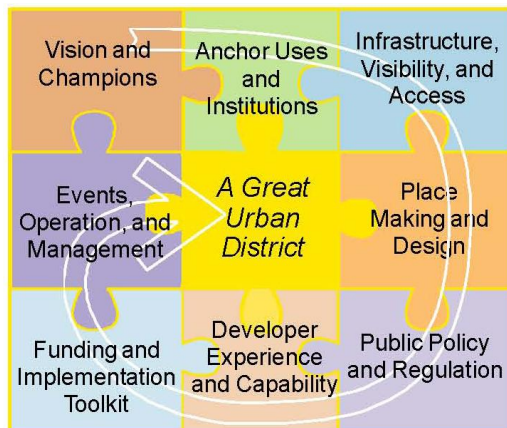 Vision and
Champions
Anchor Uses
and
Institutions
Infrastructure,
Visibility, and
Access
Events,
Operation, and
Management
A Great
Urban
District
Place
Making and
Design
Funding and
Implementation
Toolkit
Developer
Experience
and Capability
Public Policy
and Regulation